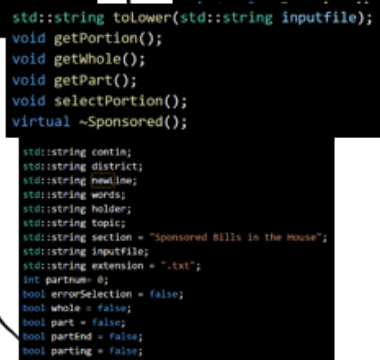 std::string toLower(std::string inputfile);
void getPortion();
void getWhole();
void getPart();
void selectPortion();
virtual ~Sponsored();
std::string contin;
std::string district;
std::string newLine;
std::string words;
std::string holder;
std::string topic;
std::string section = "Sponsored Bills in the House";
std::string inputfile;
std::string extension = ".txt";
int partnum= 0;
bool errorSelection = false;
bool whole = false;
bool part = false;
bool partEnd = false;
bool parting = false;